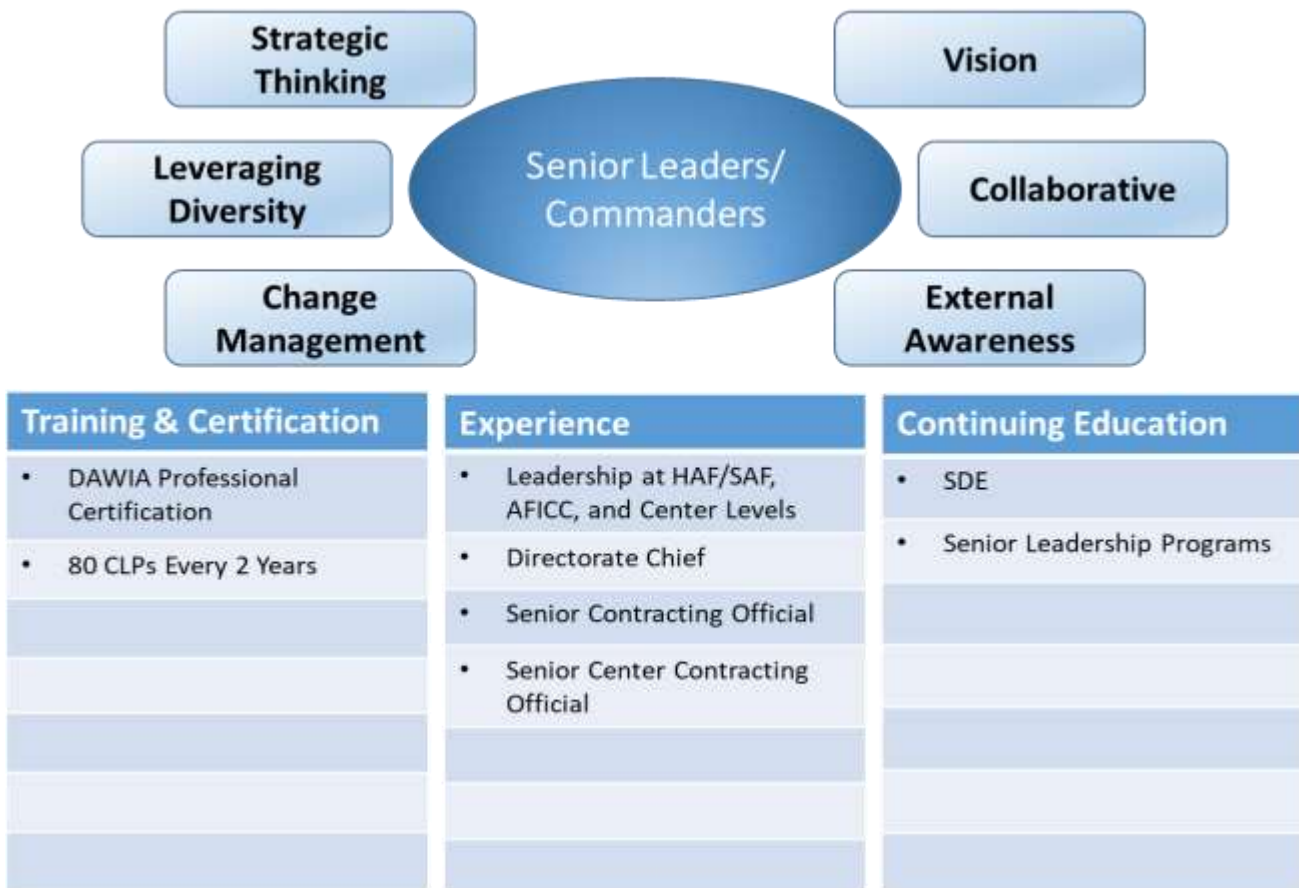 Strategic
Thinking
Vision
Leveraging
Diversity
Senior Leaders/
Commanders
Collaborative
Change
Management
External
Awareness
Training & Certification
• DAWIA Professional
Certification
• 80 CLPs Every 2 Years
Experience
• Leadership at HAF/SAF,
AFICC, and Center Levels
• Directorate Chief
• Senior Contracting Official
• Senior Center Contracting
Official
Continuing Education
• SDE
• Senior Leadership Programs